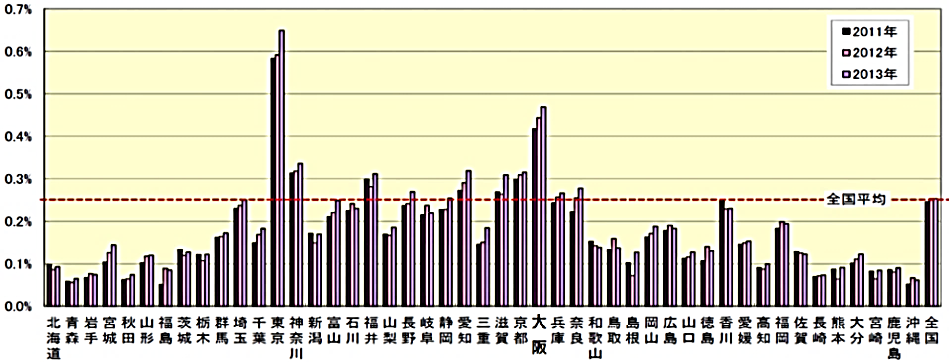 0.7%
0.6%
0.5%
0.4%
0.3%
0.2%
0.1%
0.0%
2011年
2012年
2013年
全国平均
北海道
青森
岩手
宮城
秋田
山形
福島
茨城
栃木
群馬
埼玉
千葉
東京
神奈川
新潟
富山
石川
福井
山梨
長野
岐阜
静岡
愛知
三重
滋賀
京都
大阪
兵庫
奈良
和歌山
鳥取
島根
岡山
広島
山口
徳島
香川
愛媛
高知
福岡
佐賀
長崎
熊本
大分
宮崎
鹿児島
沖縄
全国